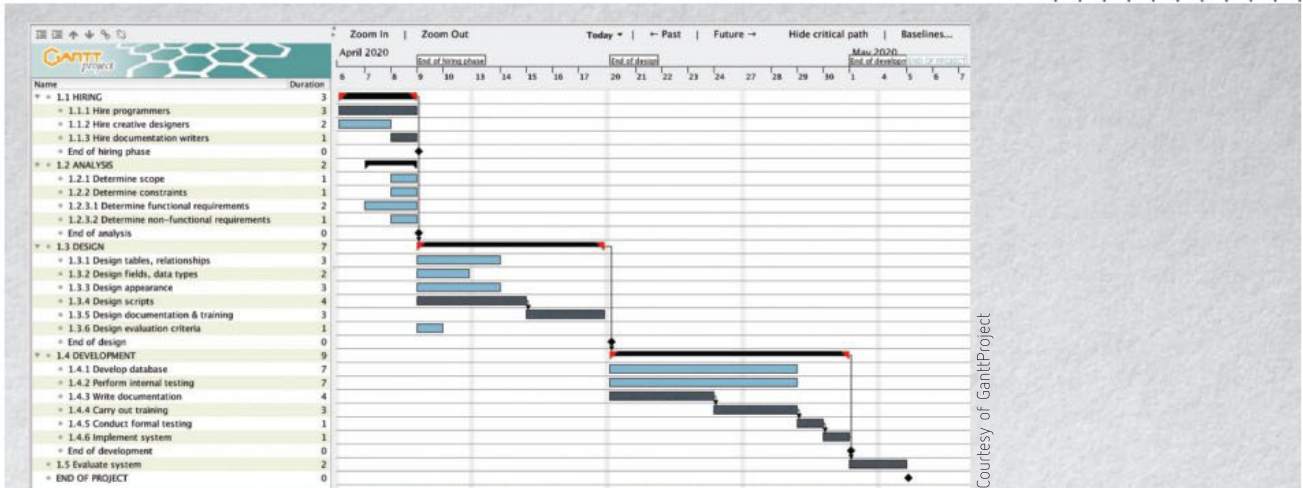 Zoom In | Zoom Out Today | ← Past | Future → Hide critical path | Baselines...
GANTT project
April 2020 May 2020
End of hiring phase End of design End of develop END OF PROJECT
Name Duration 6 7 8 9 10 13 14 15 16 17 20 21 22 23 24 27 28 29 30 1 4 5 6 7
1.1 HIRING 3
1.1.1 Hire programmers 3
1.1.2 Hire creative designers 2
1.1.3 Hire documentation writers 1
End of hiring phase 0
1.2 ANALYSIS 2
1.2.1 Determine scope 1
1.2.2 Determine constraints 1
1.2.3.1 Determine functional requirements 2
1.2.3.2 Determine non-functional requirements 1
End of analysis 0
1.3 DESIGN 7
1.3.1 Design tables, relationships 3
1.3.2 Design fields, data types 2
1.3.3 Design appearance 3
1.3.4 Design scripts 4
1.3.5 Design documentation & training 3
1.3.6 Design evaluation criteria 1
End of design 0
1.4 DEVELOPMENT 9
1.4.1 Develop database 7
1.4.2 Perform internal testing 7
1.4.3 Write documentation 4
1.4.4 Carry out training 3
1.4.5 Conduct formal testing 1
1.4.6 Implement system 1
End of development 0
1.5 Evaluate system 2
END OF PROJECT 0
Courtesy of GanttProject